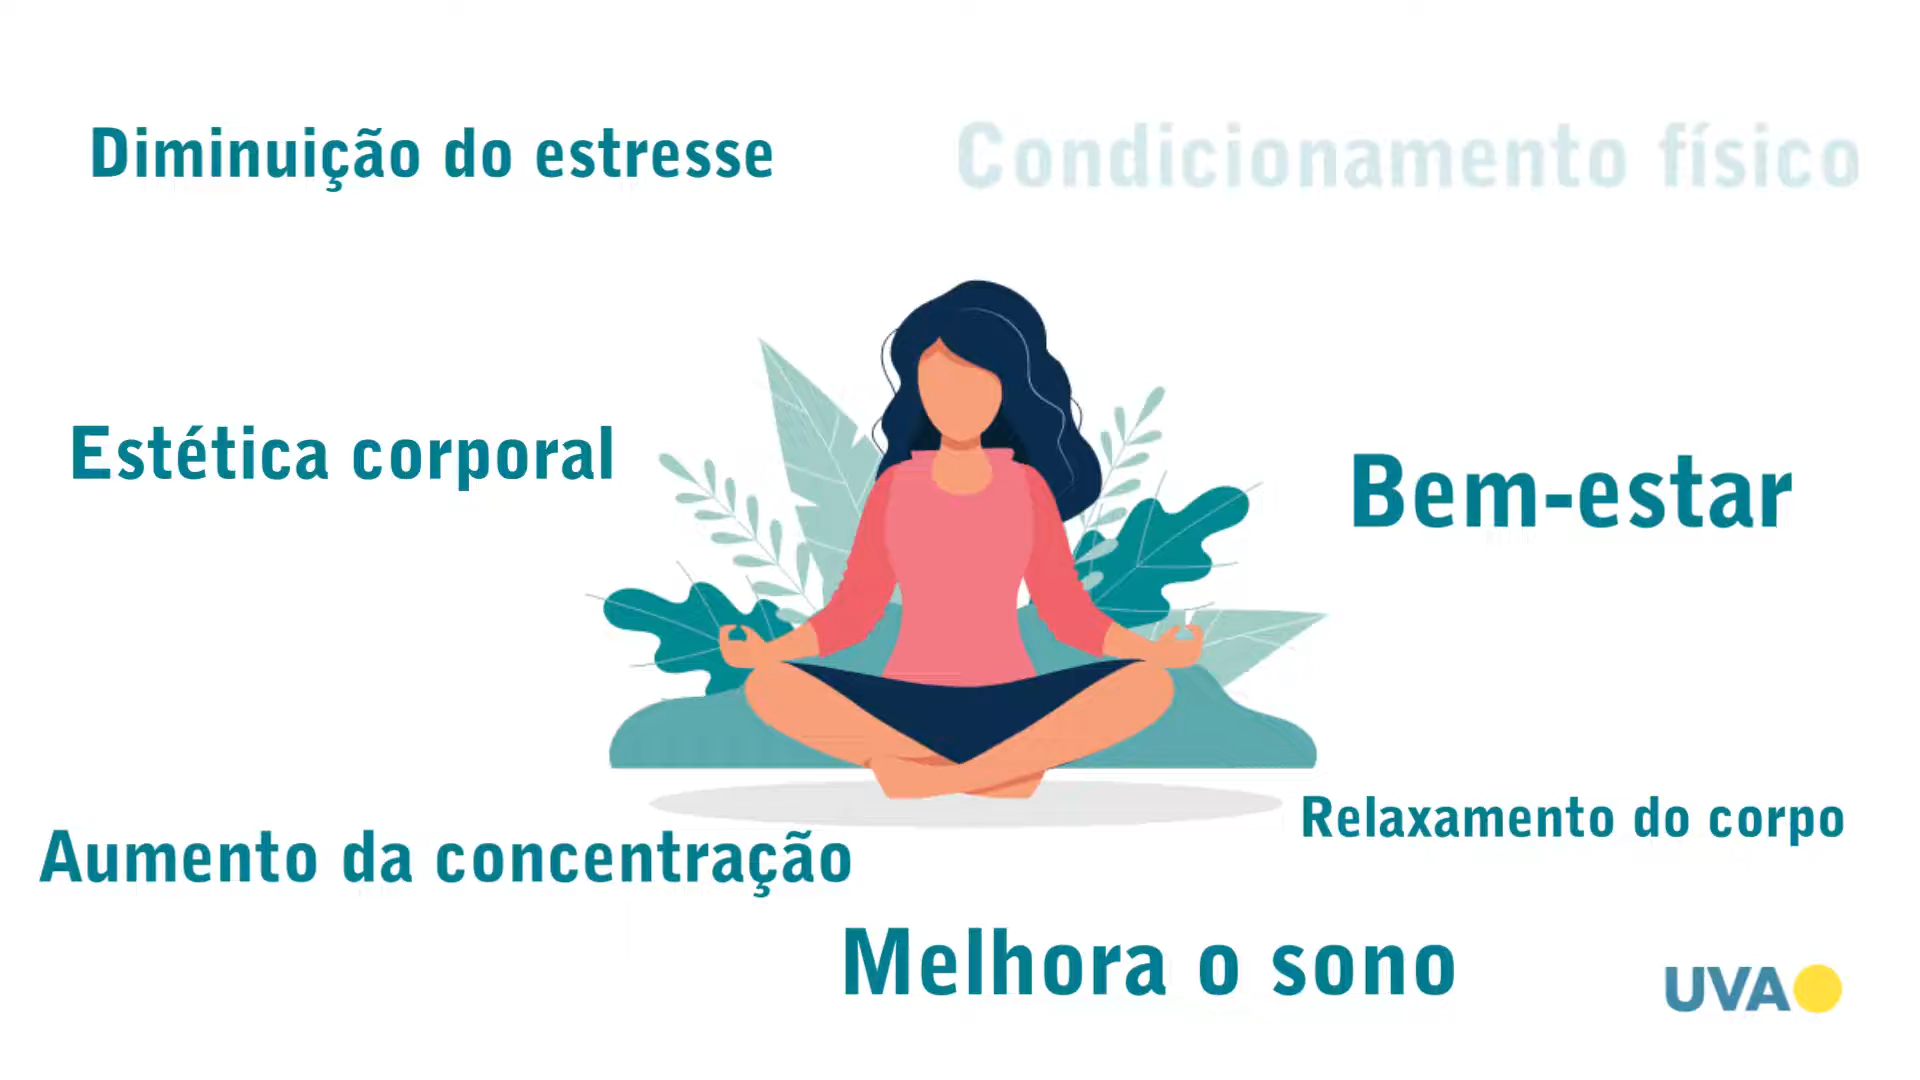 Diminuição do estresse
Condicionamento físico
Estética corporal
Bem-estar
Relaxamento do corpo
Aumento da concentração
Melhora o sono
UVA